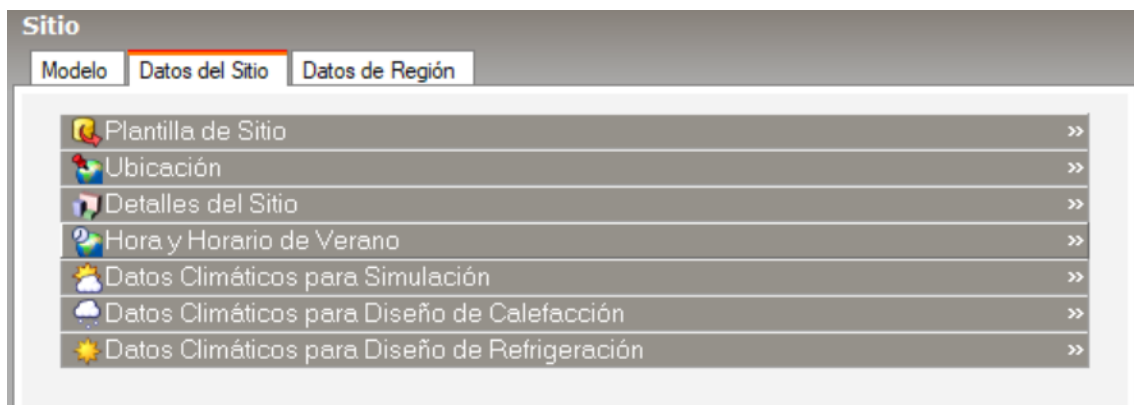 Sitio
Modelo Datos del Sitio Datos de Región
Plantilla de Sitio »
Ubicación »
Detalles del Sitio »
Hora y Horario de Verano »
Datos Climáticos para Simulación »
Datos Climáticos para Diseño de Calefacción »
Datos Climáticos para Diseño de Refrigeración »